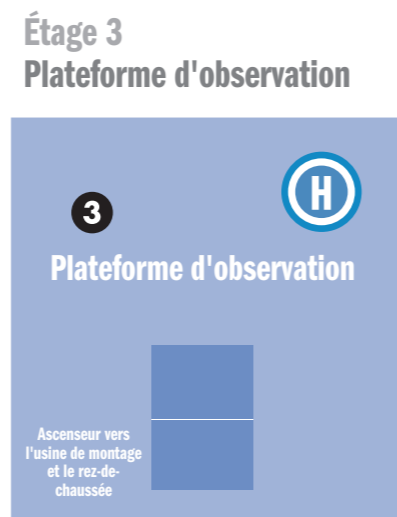 Étage 3
Plateforme d'observation
3
H
Plateforme d'observation
Ascenseur vers
l'usine de montage
et le rez-de-
chaussée